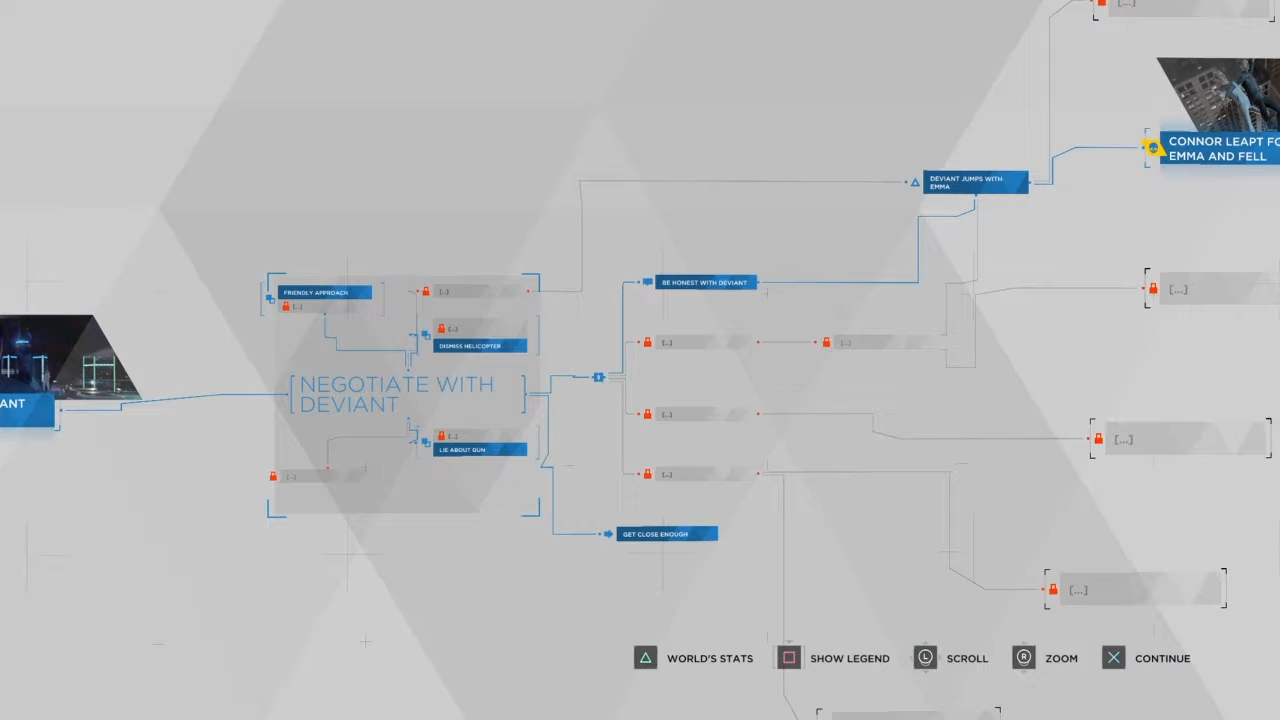 [...]
CONNOR LEAPT FO
EMMA AND FELL
DEVIANT JUMPS WITH
EMMA
BE HONEST WITH DEVIANT
FRIENDLY APPROACH
[...]
[...]
[...]
DISMISS HELICOPTER
[...]
[...]
[...]
NEGOTIATE WITH
DEVIANT
ANT
[...]
[...]
LIE ABOUT GUN
[...]
[...]
[...]
GET CLOSE ENOUGH
[...]
WORLD'S STATS
SHOW LEGEND
L
SCROLL
R
ZOOM
CONTINUE